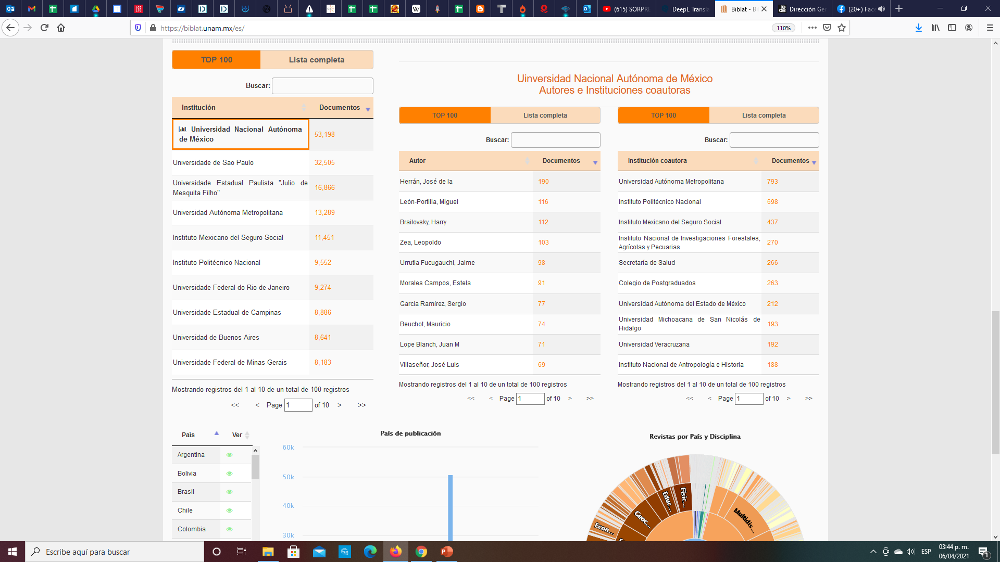 (615) SORPRE
DeepL Transla
Biblat - Bi
Dirección Ge
(20+) Face
https://biblat.unam.mx/es/
110%
TOP 100
Lista completa
Buscar:
Institución
Documentos
Universidad Nacional Autónoma
de México
53,198
Universidade de Sao Paulo
32,505
Universidade Estadual Paulista "Julio de
Mesquita Filho"
16,866
Universidad Autónoma Metropolitana
13,289
Instituto Mexicano del Seguro Social
11,451
Instituto Politécnico Nacional
9,552
Universidade Federal do Rio de Janeiro
9,274
Universidade Estadual de Campinas
8,886
Universidad de Buenos Aires
8,641
Universidade Federal de Minas Gerais
8,183
Mostrando registros del 1 al 10 de un total de 100 registros
<< < Page 1 of 10 > >>
Uinversidad Nacional Autónoma de México
Autores e Instituciones coautoras
TOP 100
Lista completa
Buscar:
Autor
Documentos
Herrán, José de la
190
León-Portilla, Miguel
116
Brailovsky, Harry
112
Zea, Leopoldo
103
Urrutia Fucugauchi, Jaime
98
Morales Campos, Estela
91
García Ramírez, Sergio
77
Beuchot, Mauricio
74
Lope Blanch, Juan M
71
Villaseñor, José Luis
69
Mostrando registros del 1 al 10 de un total de 100 registros
<< < Page 1 of 10 > >>
TOP 100
Lista completa
Buscar:
Institución coautora
Documentos
Universidad Autónoma Metropolitana
793
Instituto Politécnico Nacional
698
Instituto Mexicano del Seguro Social
437
Instituto Nacional de Investigaciones Forestales,
Agrícolas y Pecuarias
270
Secretaría de Salud
266
Colegio de Postgraduados
263
Universidad Autónoma del Estado de México
212
Universidad Michoacana de San Nicolás de
Hidalgo
193
Universidad Veracruzana
192
Instituto Nacional de Antropología e Historia
188
Mostrando registros del 1 al 10 de un total de 100 registros
<< < Page 1 of 10 > >>
País
Ver
Argentina
Bolivia
Brasil
Chile
Colombia
País de publicación
60k
50k
40k
30k
Revistas por País y Disciplina
Econ...
Geoc...
Educ...
Físic...
Multidis...
Escribe aquí para buscar
ESP
03:44 p. m.
06/04/2021
1